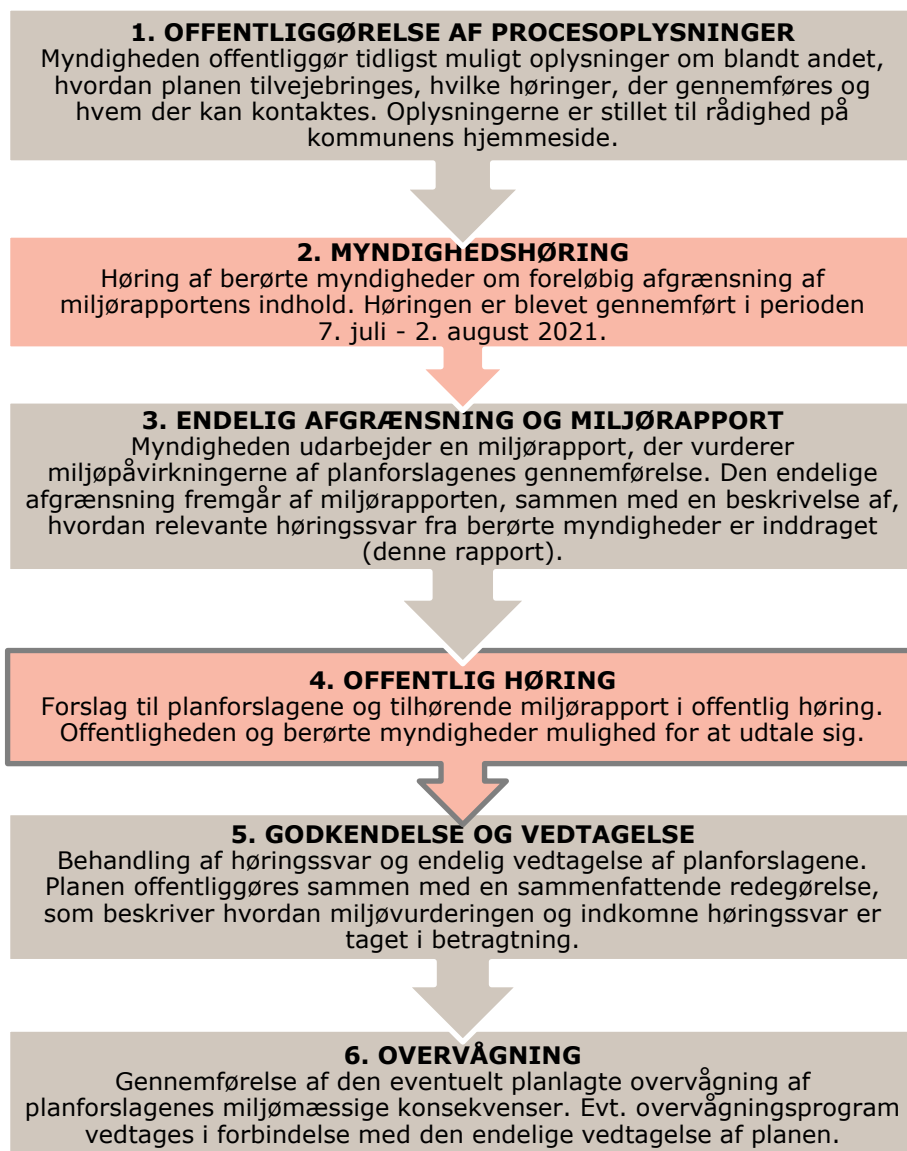 1. OFFENTLIGGØRELSE AF PROCESOPLYSNINGER
Myndigheden offentliggør tidligst muligt oplysninger om blandt andet,
hvordan planen tilvejebringes, hvilke høringer, der gennemføres og
hvem der kan kontaktes. Oplysningerne er stillet til rådighed på
kommunens hjemmeside.
2. MYNDIGHEDSHØRING
Høring af berørte myndigheder om foreløbig afgrænsning af
miljørapportens indhold. Høringen er blevet gennemført i perioden
7. juli - 2. august 2021.
3. ENDELIG AFGRÆNSNING OG MILJØRAPPORT
Myndigheden udarbejder en miljørapport, der vurderer
miljøpåvirkningerne af planforslagenes gennemførelse. Den endelige
afgrænsning fremgår af miljørapporten, sammen med en beskrivelse af,
hvordan relevante høringssvar fra berørte myndigheder er inddraget
(denne rapport).
4. OFFENTLIG HØRING
Forslag til planforslagene og tilhørende miljørapport i offentlig høring.
Offentligheden og berørte myndigheder mulighed for at udtale sig.
5. GODKENDELSE OG VEDTAGELSE
Behandling af høringssvar og endelig vedtagelse af planforslagene.
Planen offentliggøres sammen med en sammenfattende redegørelse,
som beskriver hvordan miljøvurderingen og indkomne høringssvar er
taget i betragtning.
6. OVERVÅGNING
Gennemførelse af den eventuelt planlagte overvågning af
planforslagenes miljømæssige konsekvenser. Evt. overvågningsprogram
vedtages i forbindelse med den endelige vedtagelse af planen.